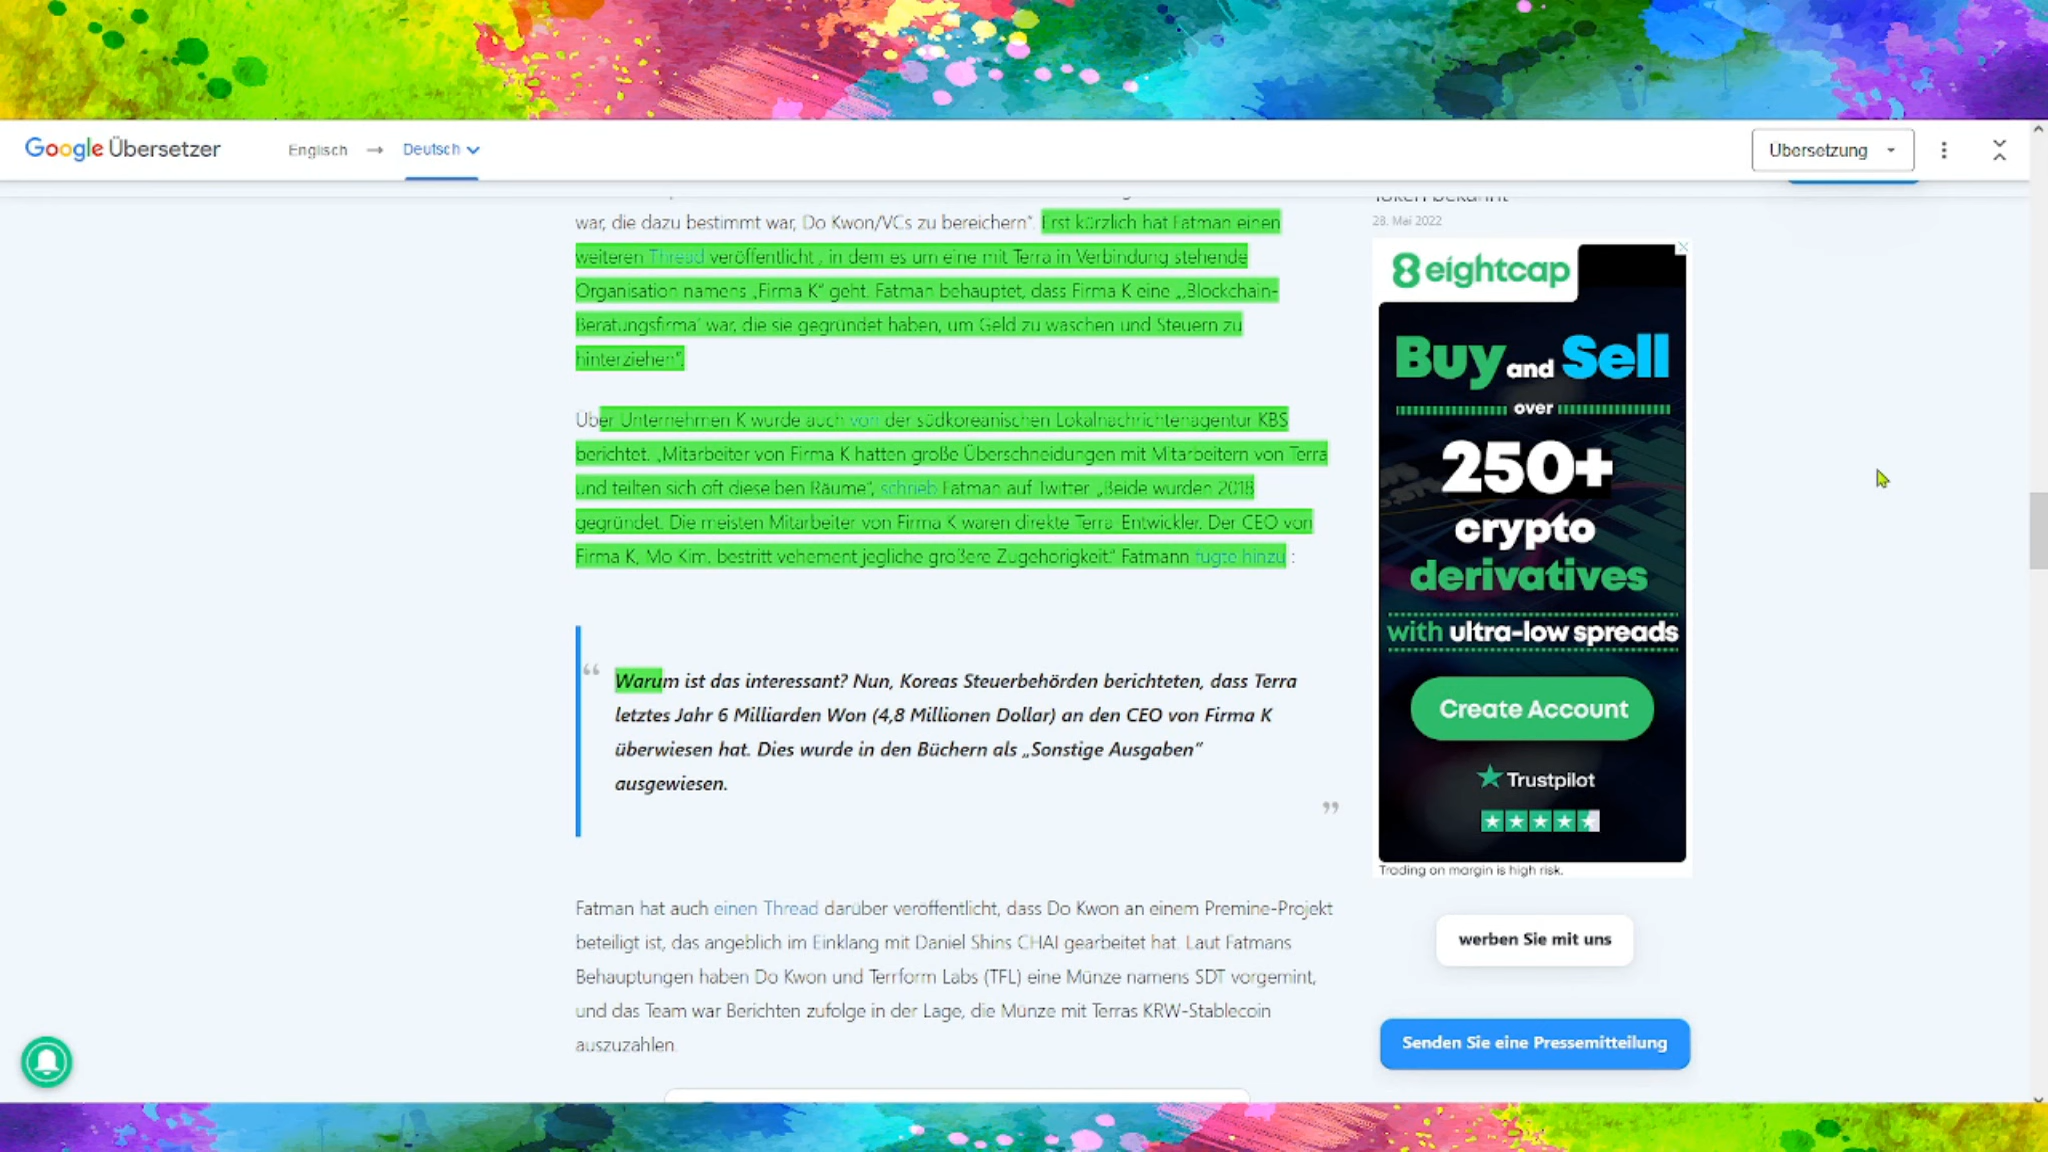 Google Übersetzer
Englisch → Deutsch
Übersetzung
war, die dazu bestimmt war, Do Kwon/VCs zu bereichern“. Erst kürzlich hat Fatman einen
weiteren Thread veröffentlicht , in dem es um eine mit Terra in Verbindung stehende
Organisation namens „Firma K“ geht. Fatman behauptet, dass Firma K eine „‚Blockchain-
Beratungsfirma‘ war, die sie gegründet haben, um Geld zu waschen und Steuern zu
hinterziehen“.
Über Unternehmen K wurde auch von der südkoreanischen Lokalnachrichtenagentur KBS
berichtet. „Mitarbeiter von Firma K hatten große Überschneidungen mit Mitarbeitern von Terra
und teilten sich oft dieselben Räume“, schrieb Fatman auf Twitter. „Beide wurden 2018
gegründet. Die meisten Mitarbeiter von Firma K waren direkte Terra-Entwickler. Der CEO von
Firma K, Mo Kim, bestritt vehement jegliche größere Zugehörigkeit.“ Fatmann fügte hinzu :
“
Warum ist das interessant? Nun, Koreas Steuerbehörden berichteten, dass Terra
letztes Jahr 6 Milliarden Won (4,8 Millionen Dollar) an den CEO von Firma K
überwiesen hat. Dies wurde in den Büchern als „Sonstige Ausgaben“
ausgewiesen.
”
Fatman hat auch einen Thread darüber veröffentlicht, dass Do Kwon an einem Premine-Projekt
beteiligt ist, das angeblich im Einklang mit Daniel Shins CHAI gearbeitet hat. Laut Fatmans
Behauptungen haben Do Kwon und Terrform Labs (TFL) eine Münze namens SDT vorgemint,
und das Team war Berichten zufolge in der Lage, die Münze mit Terras KRW-Stablecoin
auszuzahlen.
Token bekannt
28. Mai 2022
8 eightcap
Buy and Sell
over
250+
crypto
derivatives
with ultra-low spreads
Create Account
Trustpilot
Trading on margin is high risk.
werben Sie mit uns
Senden Sie eine Pressemitteilung